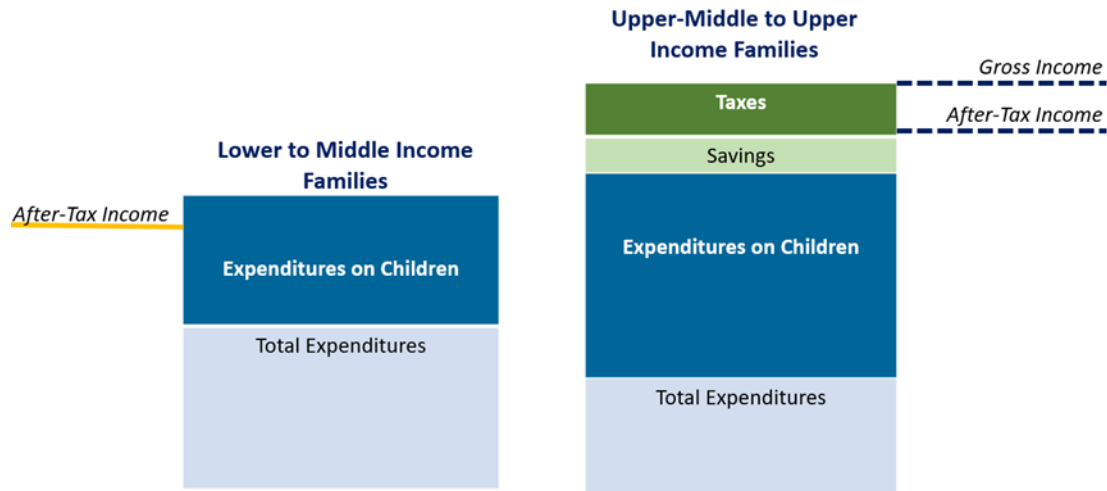 Lower to Middle Income
Families
After-Tax Income
Expenditures on Children
Total Expenditures
Upper-Middle to Upper
Income Families
Gross Income
Taxes
After-Tax Income
Savings
Expenditures on Children
Total Expenditures